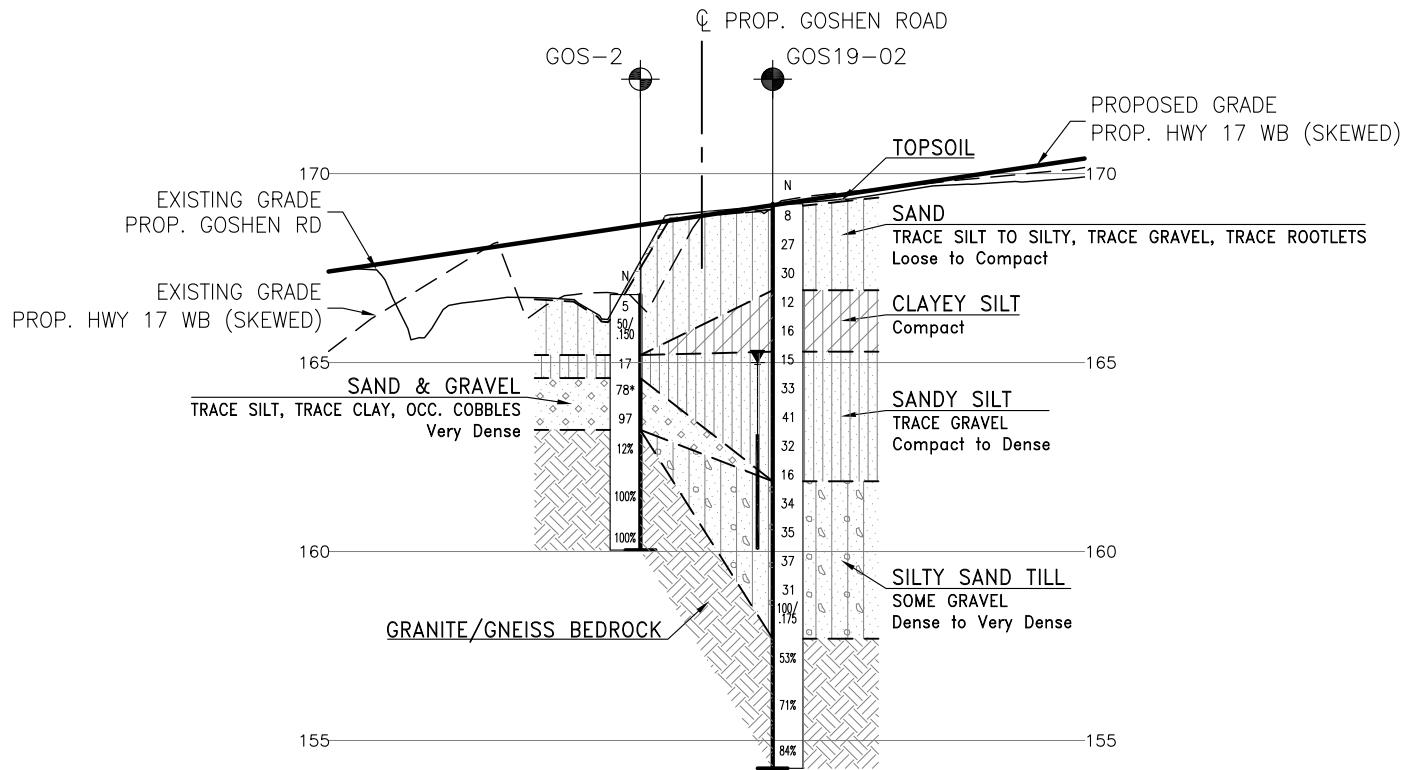 ℄ PROP. GOSHEN ROAD
GOS-2
GOS19-02
PROPOSED GRADE
PROP. HWY 17 WB (SKEWED)
TOPSOIL
170
170
EXISTING GRADE
PROP. GOSHEN RD
N
8
27
30
12
16
15
33
41
32
16
34
35
37
31
100/
.175
53%
71%
84%
SAND
TRACE SILT TO SILTY, TRACE GRAVEL, TRACE ROOTLETS
Loose to Compact
EXISTING GRADE
PROP. HWY 17 WB (SKEWED)
N
5
50/
.150
17
78*
97
12%
100%
100%
CLAYEY SILT
Compact
165
165
SAND & GRAVEL
TRACE SILT, TRACE CLAY, OCC. COBBLES
Very Dense
SANDY SILT
TRACE GRAVEL
Compact to Dense
160
160
SILTY SAND TILL
SOME GRAVEL
Dense to Very Dense
GRANITE/GNEISS BEDROCK
155
155